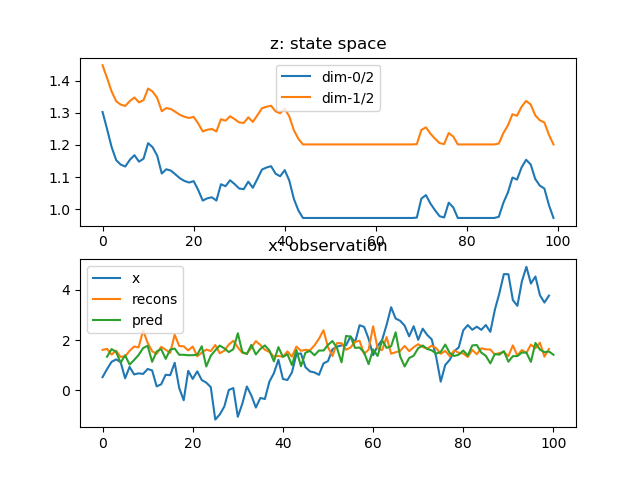 z: state space
1.4
1.3
1.2
1.1
1.0
dim-0/2
dim-1/2
0 20 40 60 80 100
x: observation
4
2
0
x
recons
pred
0 20 40 60 80 100